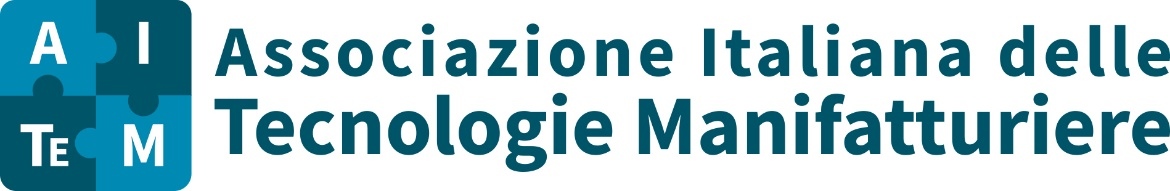 A I
TE M
Associazione Italiana delle
Tecnologie Manifatturiere